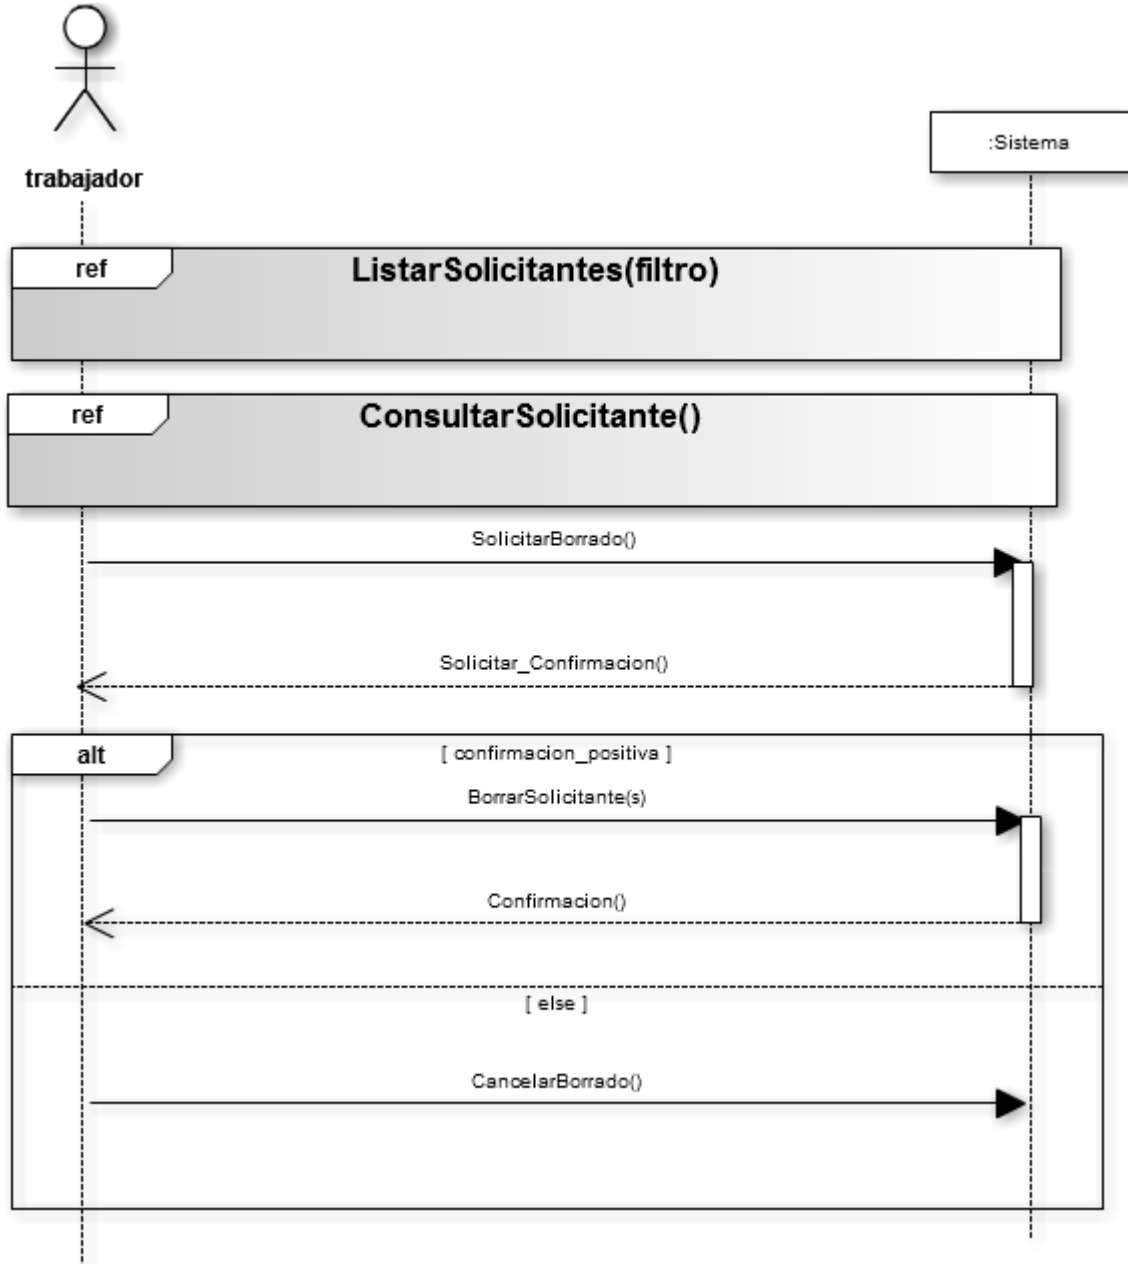 trabajador
:Sistema
ref
ListarSolicitantes(filtro)
ref
ConsultarSolicitante()
SolicitarBorrado()
Solicitar_Confirmacion()
alt
[ confirmacion_positiva ]
BorrarSolicitante(s)
Confirmacion()
[ else ]
CancelarBorrado()